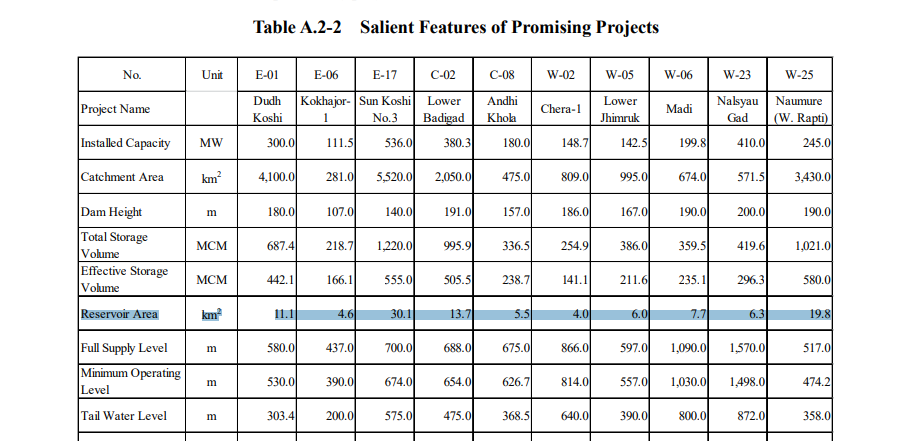 Table A.2-2 Salient Features of Promising Projects
No. Unit E-01 E-06 E-17 C-02 C-08 W-02 W-05 W-06 W-23 W-25
Project Name Dudh Koshi Kokhajor-1 Sun Koshi No.3 Lower Badigad Andhi Khola Chera-1 Lower Jhimruk Madi Nalsyau Gad Naumure (W. Rapti)
Installed Capacity MW 300.0 111.5 536.0 380.3 180.0 148.7 142.5 199.8 410.0 245.0
Catchment Area km² 4,100.0 281.0 5,520.0 2,050.0 475.0 809.0 995.0 674.0 571.5 3,430.0
Dam Height m 180.0 107.0 140.0 191.0 157.0 186.0 167.0 190.0 200.0 190.0
Total Storage Volume MCM 687.4 218.7 1,220.0 995.9 336.5 254.9 386.0 359.5 419.6 1,021.0
Effective Storage Volume MCM 442.1 166.1 555.0 505.5 238.7 141.1 211.6 235.1 296.3 580.0
Reservoir Area km² 11.1 4.6 30.1 13.7 5.5 4.0 6.0 7.7 6.3 19.8
Full Supply Level m 580.0 437.0 700.0 688.0 675.0 866.0 597.0 1,090.0 1,570.0 517.0
Minimum Operating Level m 530.0 390.0 674.0 654.0 626.7 814.0 557.0 1,030.0 1,498.0 474.2
Tail Water Level m 303.4 200.0 575.0 475.0 368.5 640.0 390.0 800.0 872.0 358.0